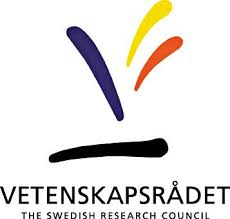 VETENSKAPSRÅDET
THE SWEDISH RESEARCH COUNCIL